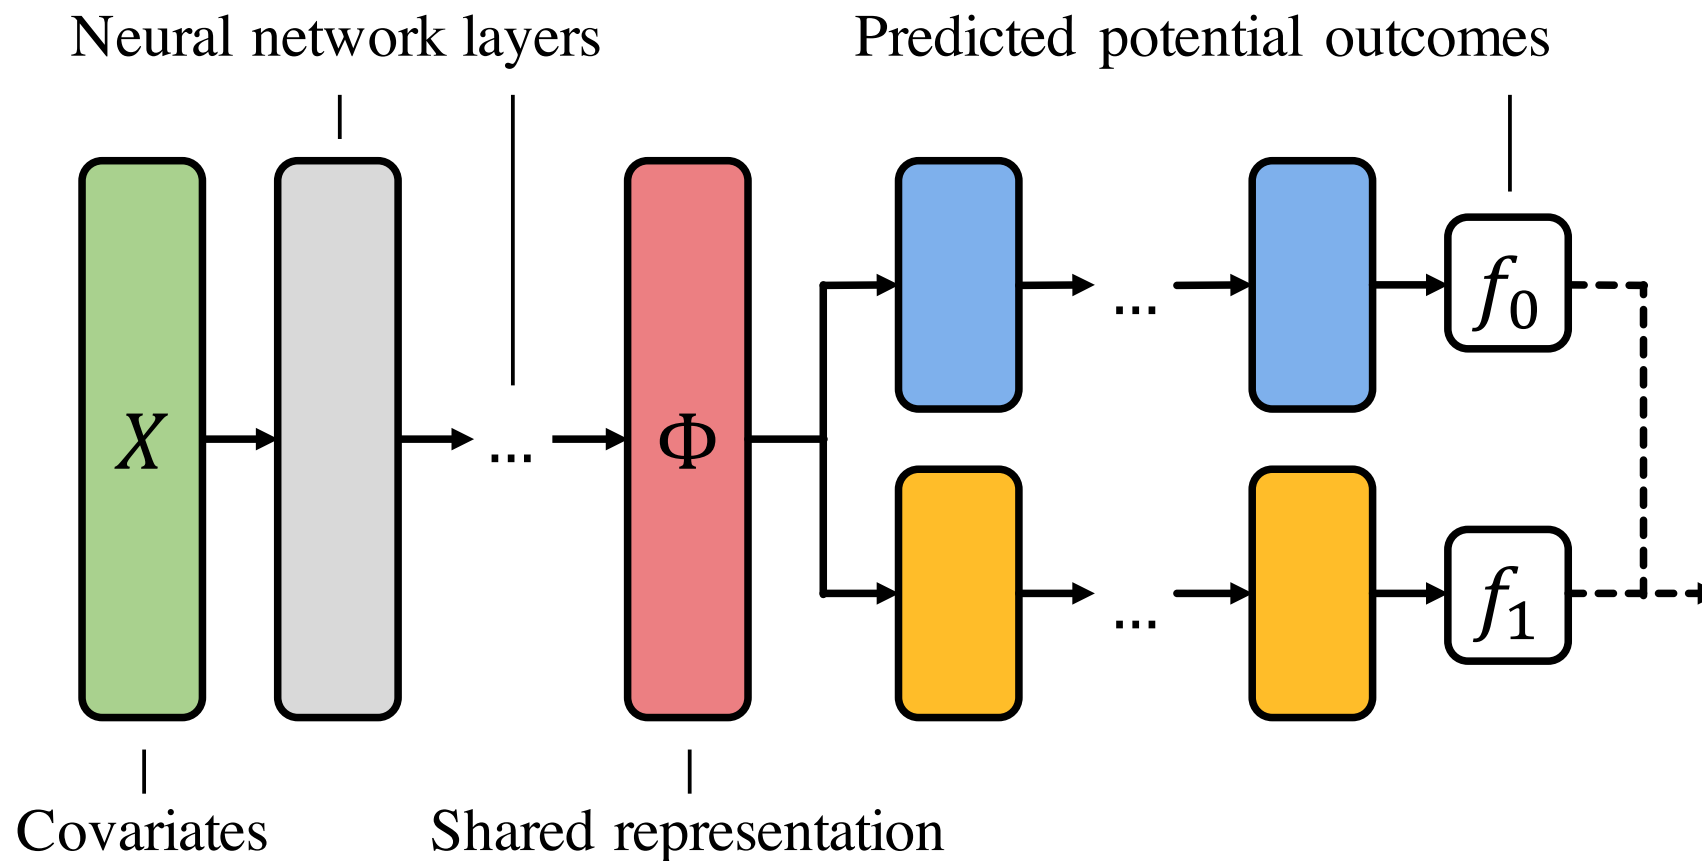 Neural network layers
Predicted potential outcomes
X
...
Φ
...
f₀
...
f₁
Covariates
Shared representation